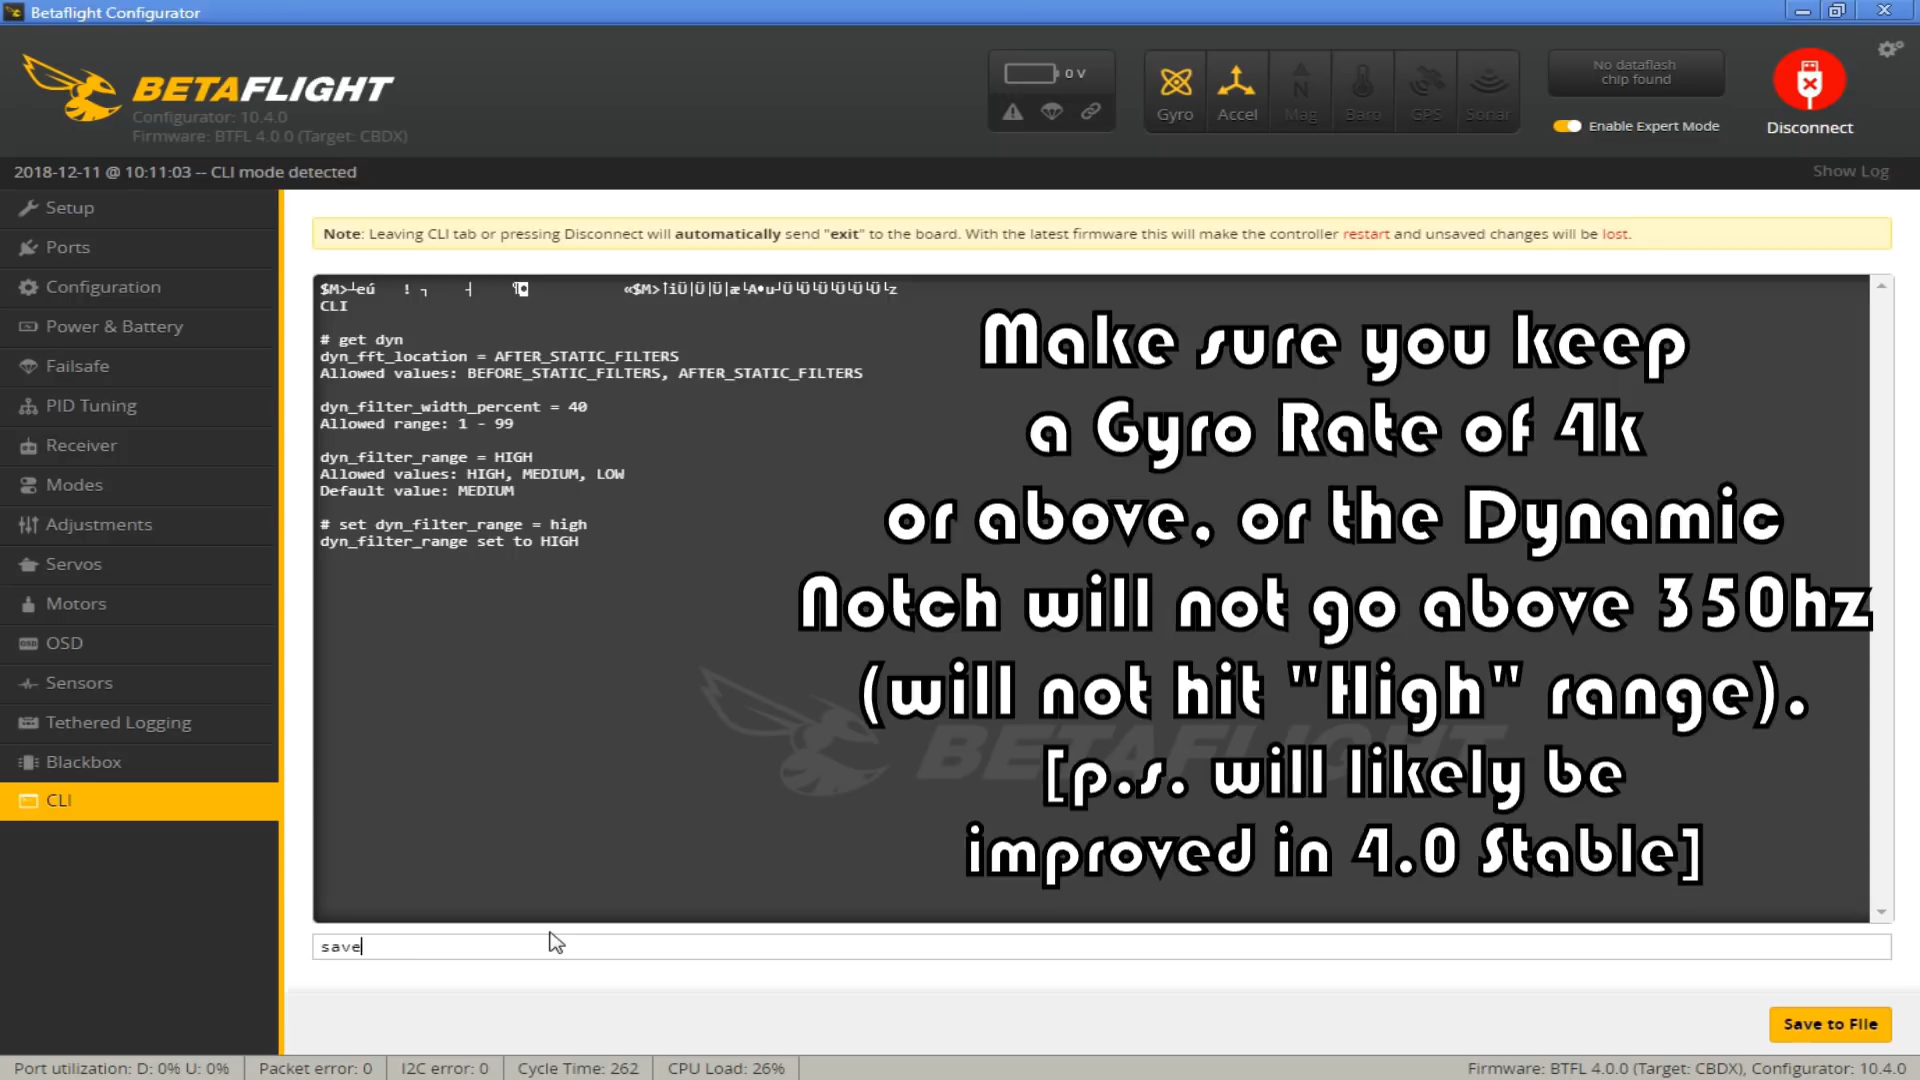 Betaflight Configurator
BETAFLIGHT
Configurator: 10.4.0
Firmware: BTFL 4.0.0 (Target: CBDX)
0 V
Gyro
Accel
Mag
Baro
GPS
Sonar
No dataflash
chip found
Enable Expert Mode
Disconnect
2018-12-11 @ 10:11:03 -- CLI mode detected
Show Log
Setup
Ports
Configuration
Power & Battery
Failsafe
PID Tuning
Receiver
Modes
Adjustments
Servos
Motors
OSD
Sensors
Tethered Logging
Blackbox
CLI
Note: Leaving CLI tab or pressing Disconnect will automatically send "exit" to the board. With the latest firmware this will make the controller restart and unsaved changes will be lost.
CLI
# get dyn
dyn_fft_location = AFTER_STATIC_FILTERS
Allowed values: BEFORE_STATIC_FILTERS, AFTER_STATIC_FILTERS
dyn_filter_width_percent = 40
Allowed range: 1 - 99
dyn_filter_range = HIGH
Allowed values: HIGH, MEDIUM, LOW
Default value: MEDIUM
# set dyn_filter_range = high
dyn_filter_range set to HIGH
Make sure you keep
a Gyro Rate of 4k
or above, or the Dynamic
Notch will not go above 350hz
(will not hit "High" range).
[p.s. will likely be
improved in 4.0 Stable]
BETAFLIGHT
save
Save to File
Port utilization: D: 0% U: 0%
Packet error: 0
I2C error: 0
Cycle Time: 262
CPU Load: 26%
Firmware: BTFL 4.0.0 (Target: CBDX), Configurator: 10.4.0